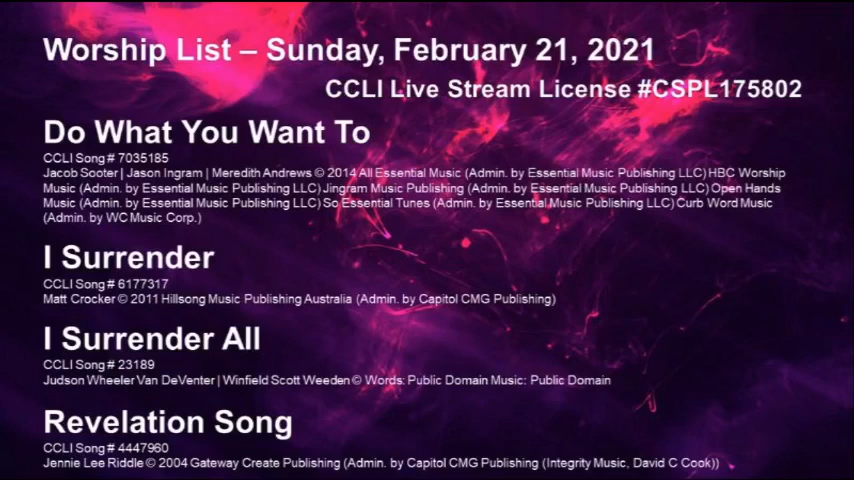 Worship List – Sunday, February 21, 2021
CCLI Live Stream License #CSPL175802
Do What You Want To
CCLI Song # 7035185
Jacob Sooter | Jason Ingram | Meredith Andrews © 2014 All Essential Music (Admin. by Essential Music Publishing LLC) HBC Worship
Music (Admin. by Essential Music Publishing LLC) Jingram Music Publishing (Admin. by Essential Music Publishing LLC) Open Hands
Music (Admin. by Essential Music Publishing LLC) So Essential Tunes (Admin. by Essential Music Publishing LLC) Curb Word Music
(Admin. by WC Music Corp.)
I Surrender
CCLI Song # 6177317
Matt Crocker © 2011 Hillsong Music Publishing Australia (Admin. by Capitol CMG Publishing)
I Surrender All
CCLI Song # 23189
Judson Wheeler Van DeVenter | Winfield Scott Weeden © Words: Public Domain Music: Public Domain
Revelation Song
CCLI Song # 4447960
Jennie Lee Riddle © 2004 Gateway Create Publishing (Admin. by Capitol CMG Publishing (Integrity Music, David C Cook))